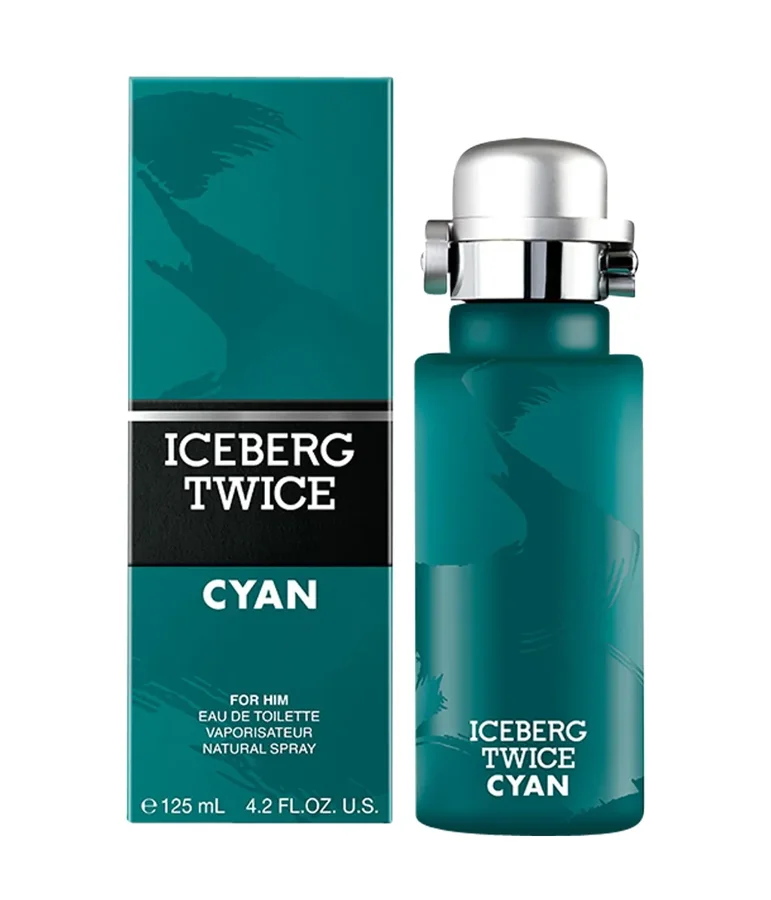 ICEBERG
TWICE
CYAN
FOR HIM
EAU DE TOILETTE
VAPORISATEUR
NATURAL SPRAY
℮ 125 mL 4.2 FL.OZ. U.S.
ICEBERG
TWICE
CYAN